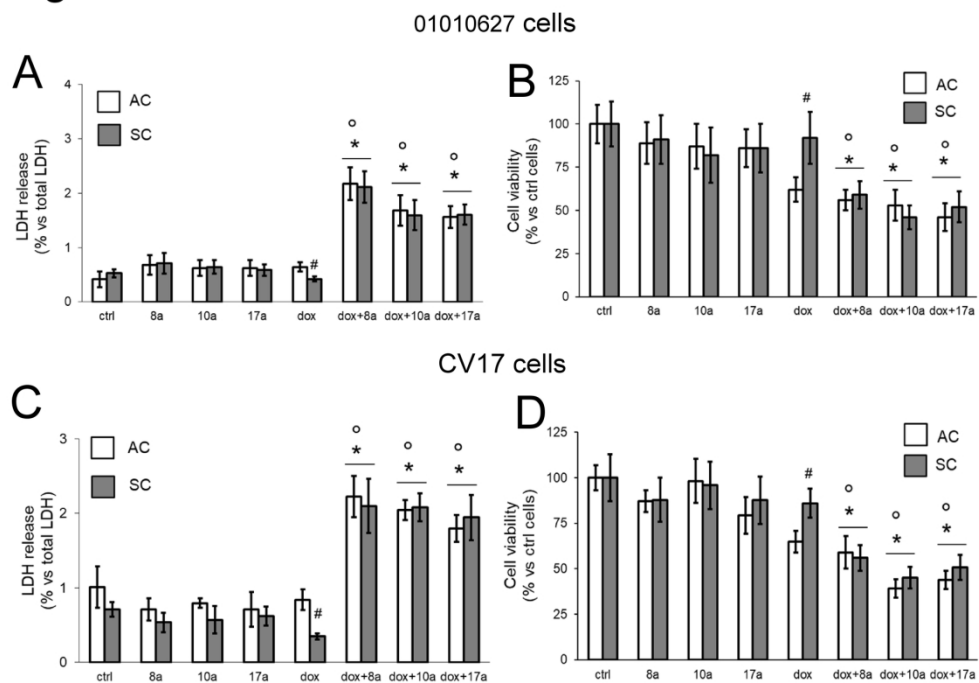 01010627 cells
A
LDH release
(% vs total LDH)
4
3
2
1
0
AC
SC
° ° °
* * *
#
ctrl 8a 10a 17a dox dox+8a dox+10a dox+17a
B
Cell viability
(% vs ctrl cells)
125
100
75
50
25
0
AC
SC
#
° ° °
* * *
ctrl 8a 10a 17a dox dox+8a dox+10a dox+17a
CV17 cells
C
LDH release
(% vs total LDH)
3
2
1
0
AC
SC
° ° °
* * *
#
ctrl 8a 10a 17a dox dox+8a dox+10a dox+17a
D
Cell viability
(% vs ctrl cells)
125
100
75
50
25
0
AC
SC
#
° ° °
* * *
ctrl 8a 10a 17a dox dox+8a dox+10a dox+17a